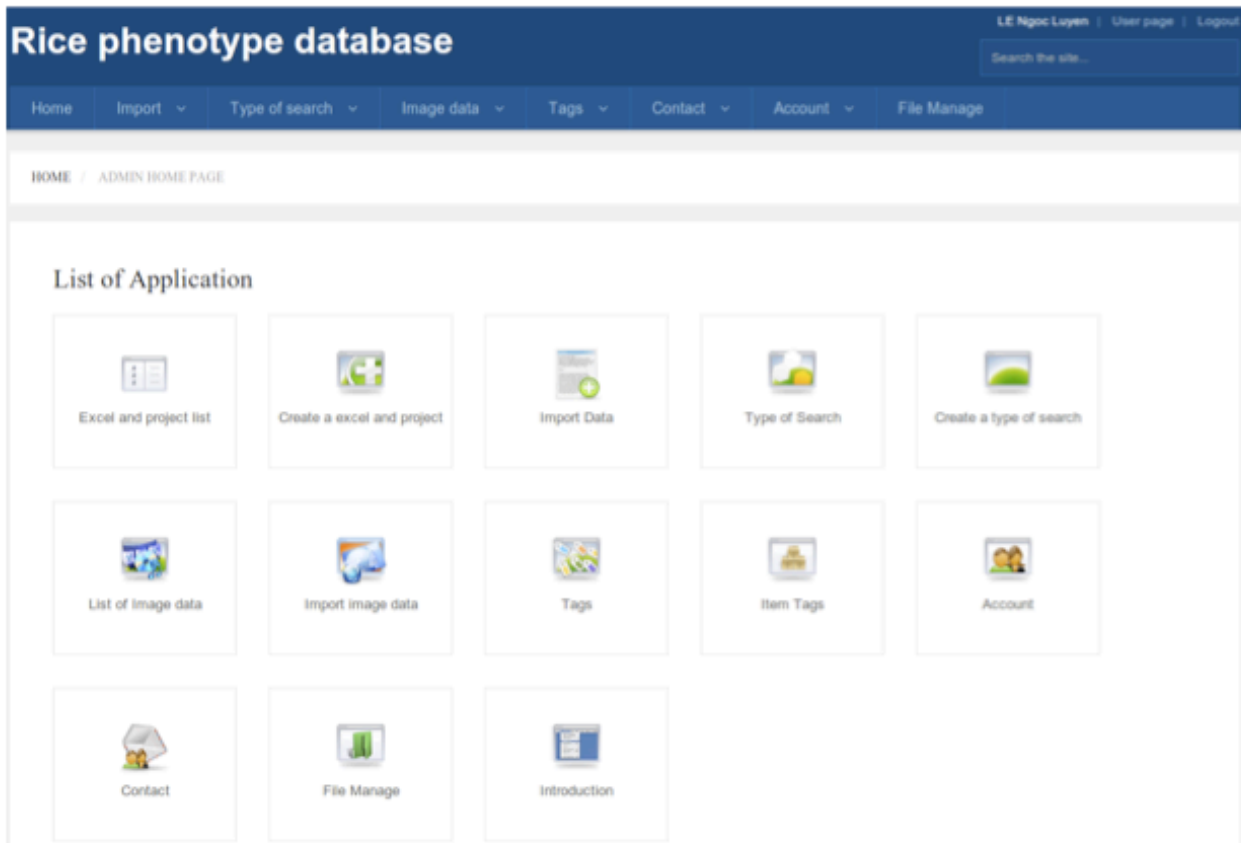 LE Ngoc Luyen | User page | Logout
Rice phenotype database
Search the site...
Home Import Type of search Image data Tags Contact Account File Manage
HOME / ADMIN HOME PAGE
List of Application
Excel and project list Create a excel and project Import Data Type of Search Create a type of search
List of Image data Import image data Tags Item Tags Account
Contact File Manage Introduction